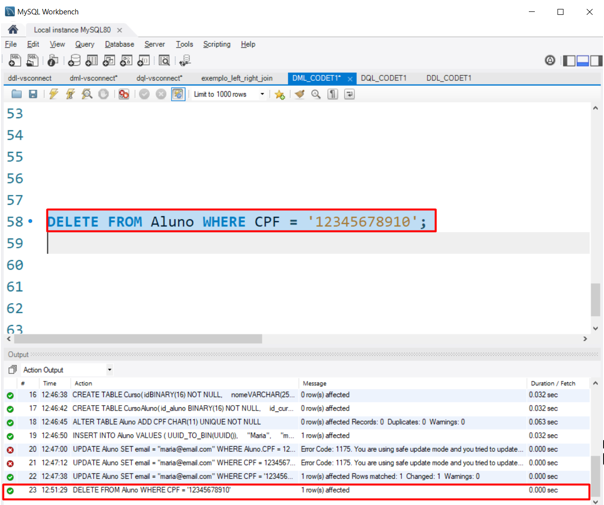 MySQL Workbench
Local instance MySQL80
File Edit View Query Database Server Tools Scripting Help
ddl-vsconnect dml-vsconnect* dql-vsconnect* exemplo_left_right_join DML_CODET1* DQL_CODET1 DDL_CODET1
Limit to 1000 rows
53
54
55
56
57
58 DELETE FROM Aluno WHERE CPF = '12345678910';
59
60
61
62
63
Output
Action Output
# Time Action Message Duration / Fetch
16 12:46:38 CREATE TABLE Curso( idBINARY(16) NOT NULL, nomeVARCHAR(25... 0 row(s) affected 0.032 sec
17 12:46:42 CREATE TABLE CursoAluno( id_aluno BINARY(16) NOT NULL, id_cur... 0 row(s) affected 0.032 sec
18 12:46:45 ALTER TABLE Aluno ADD CPF CHAR(11) UNIQUE NOT NULL 0 row(s) affected Records: 0 Duplicates: 0 Warnings: 0 0.063 sec
19 12:46:50 INSERT INTO Aluno VALUES ( UUID_TO_BIN(UUID()), "Maria", "m... 1 row(s) affected 0.032 sec
20 12:47:00 UPDATE Aluno SET email = "maria@email.com" WHERE Aluno.CPF = 12... Error Code: 1175. You are using safe update mode and you tried to update... 0.000 sec
21 12:47:12 UPDATE Aluno SET email = "maria@email.com" WHERE CPF = 1234567... Error Code: 1175. You are using safe update mode and you tried to update... 0.000 sec
22 12:47:38 UPDATE Aluno SET email = "maria@email.com" WHERE CPF = "123456... 1 row(s) affected Rows matched: 1 Changed: 1 Warnings: 0 0.000 sec
23 12:51:29 DELETE FROM Aluno WHERE CPF = '12345678910' 1 row(s) affected 0.000 sec